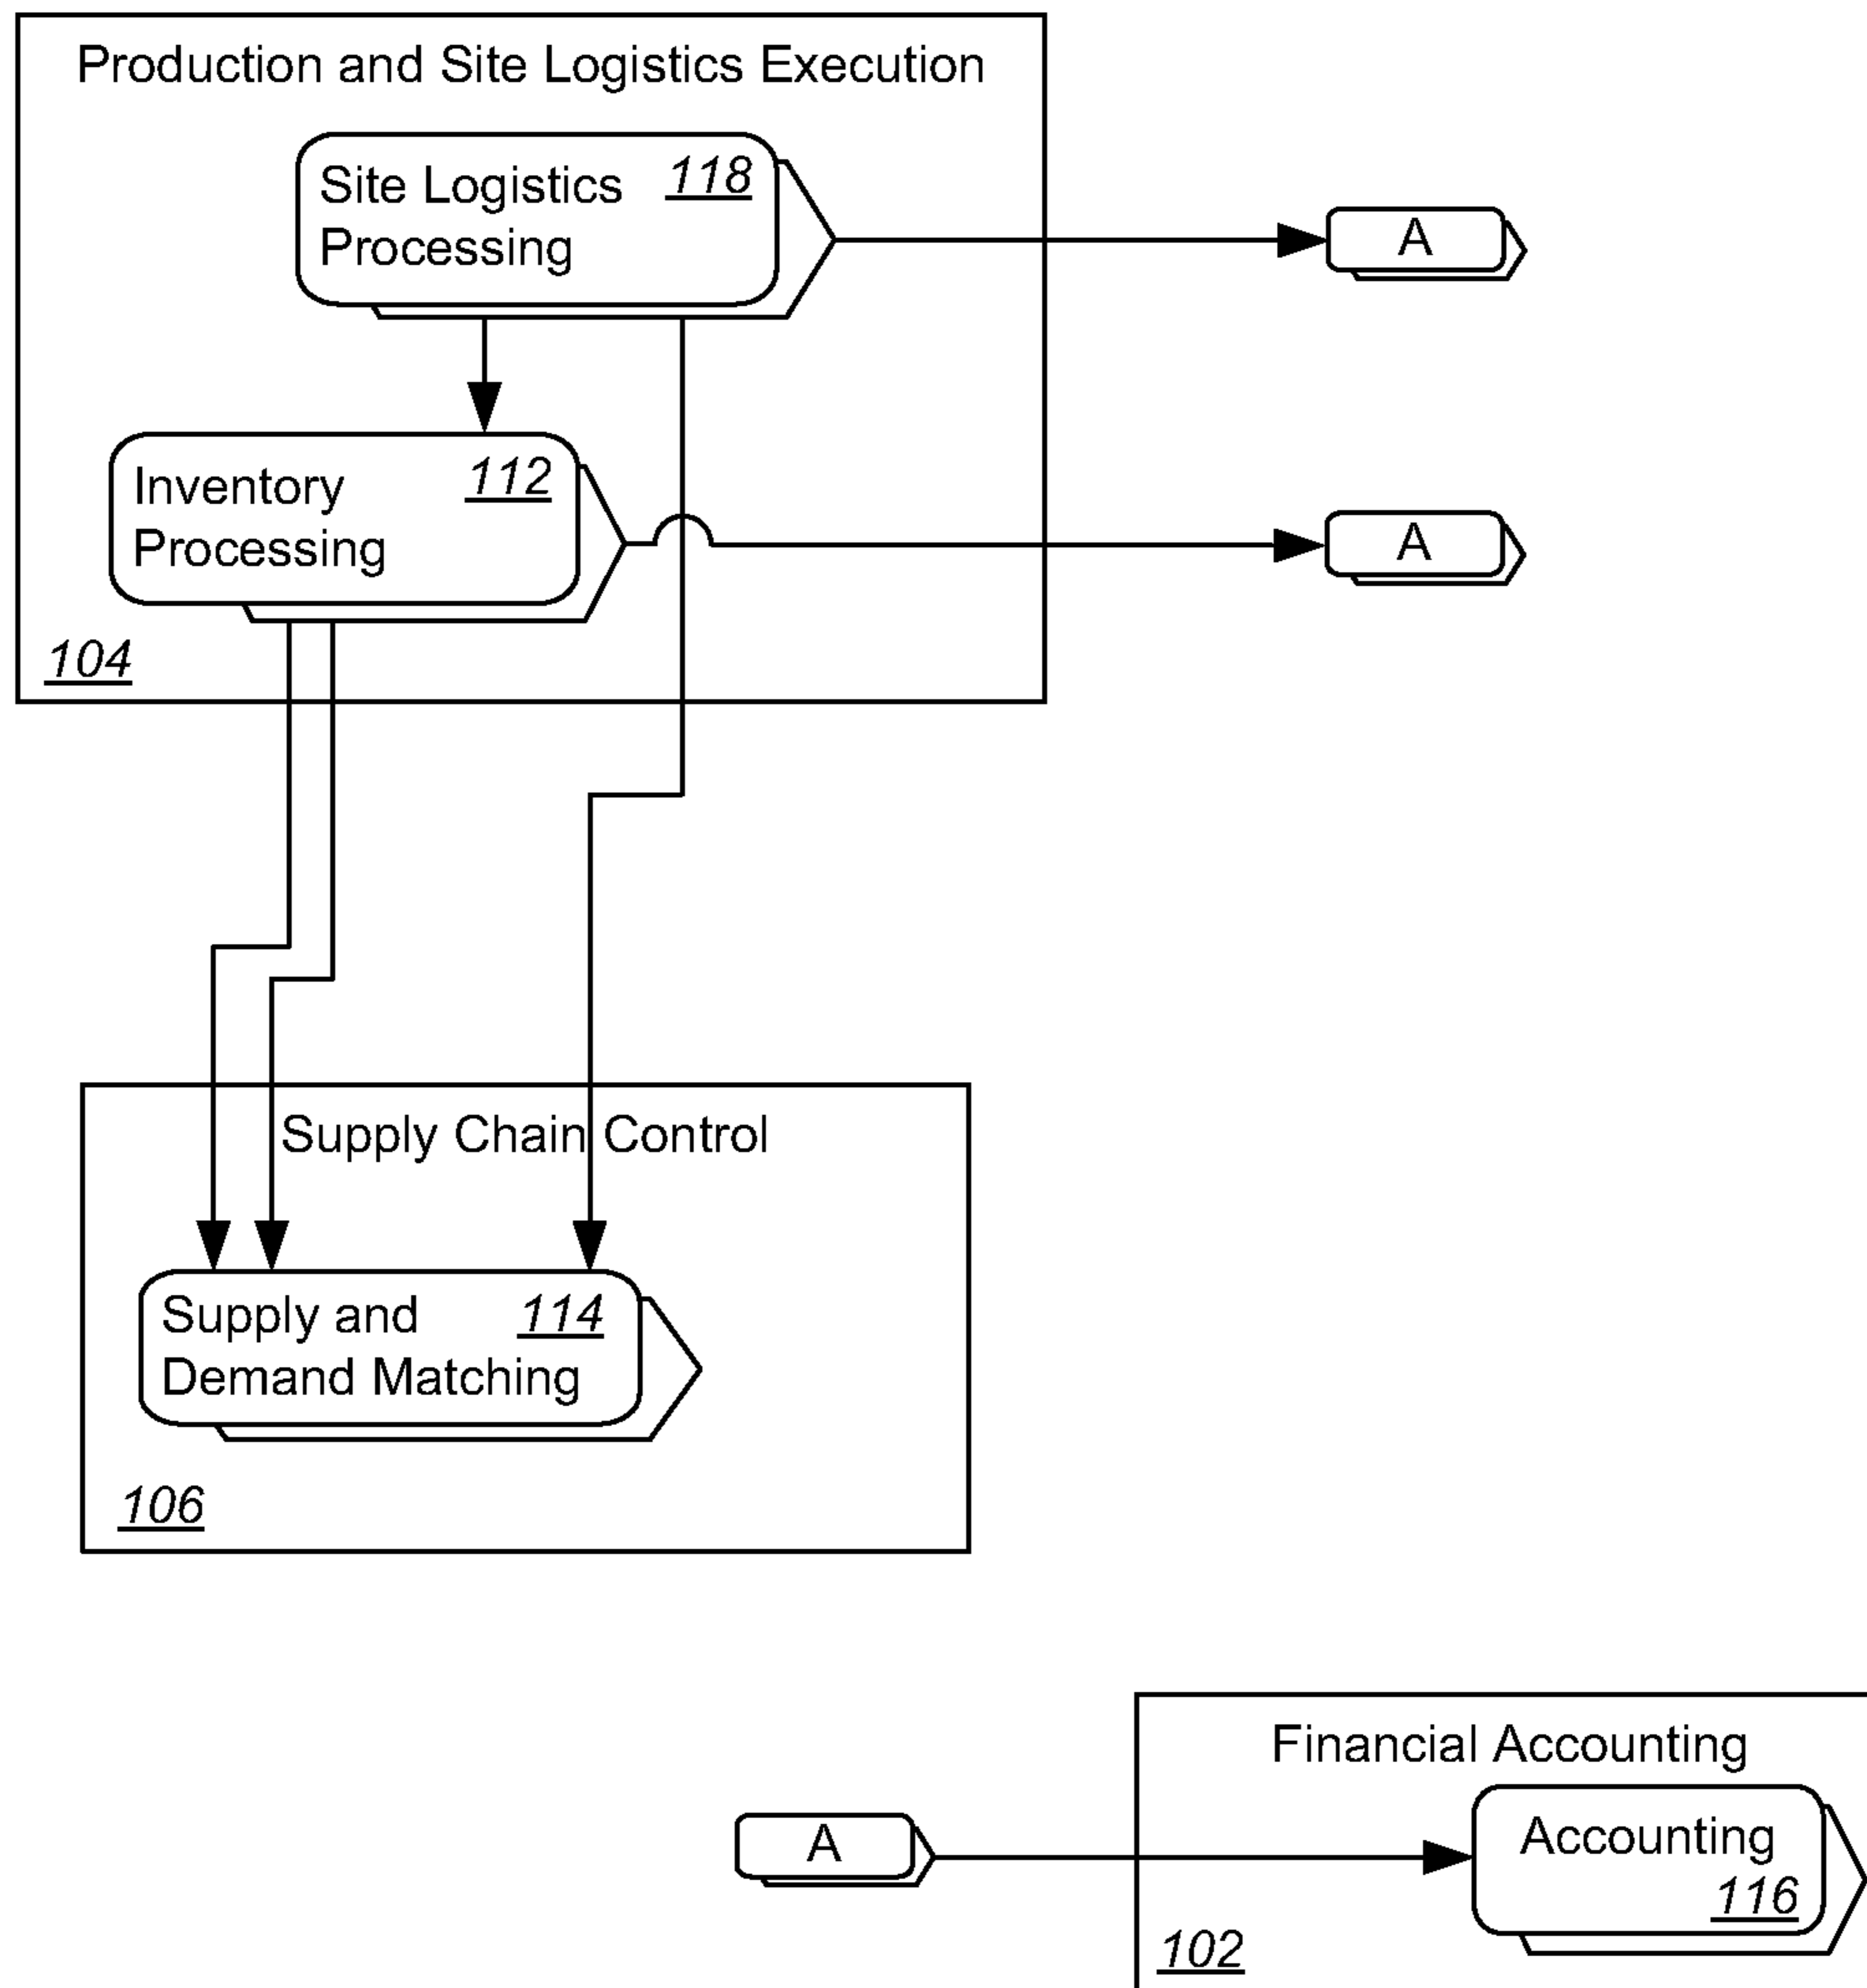 Production and Site Logistics Execution
Site Logistics 118
Processing
A
Inventory 112
Processing
A
104
Supply Chain Control
Supply and 114
Demand Matching
106
Financial Accounting
A
Accounting
116
102